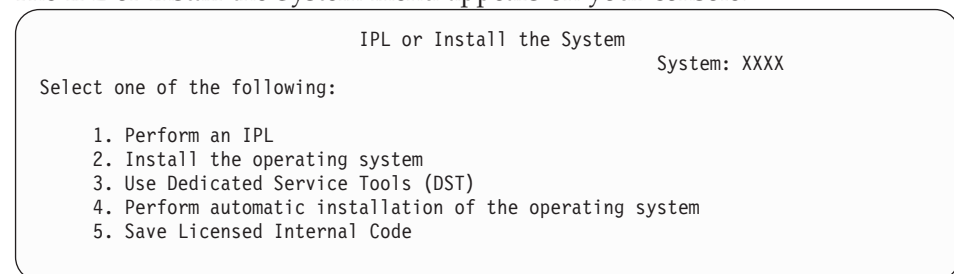 IPL or Install the System
System: XXXX
Select one of the following:
1. Perform an IPL
2. Install the operating system
3. Use Dedicated Service Tools (DST)
4. Perform automatic installation of the operating system
5. Save Licensed Internal Code